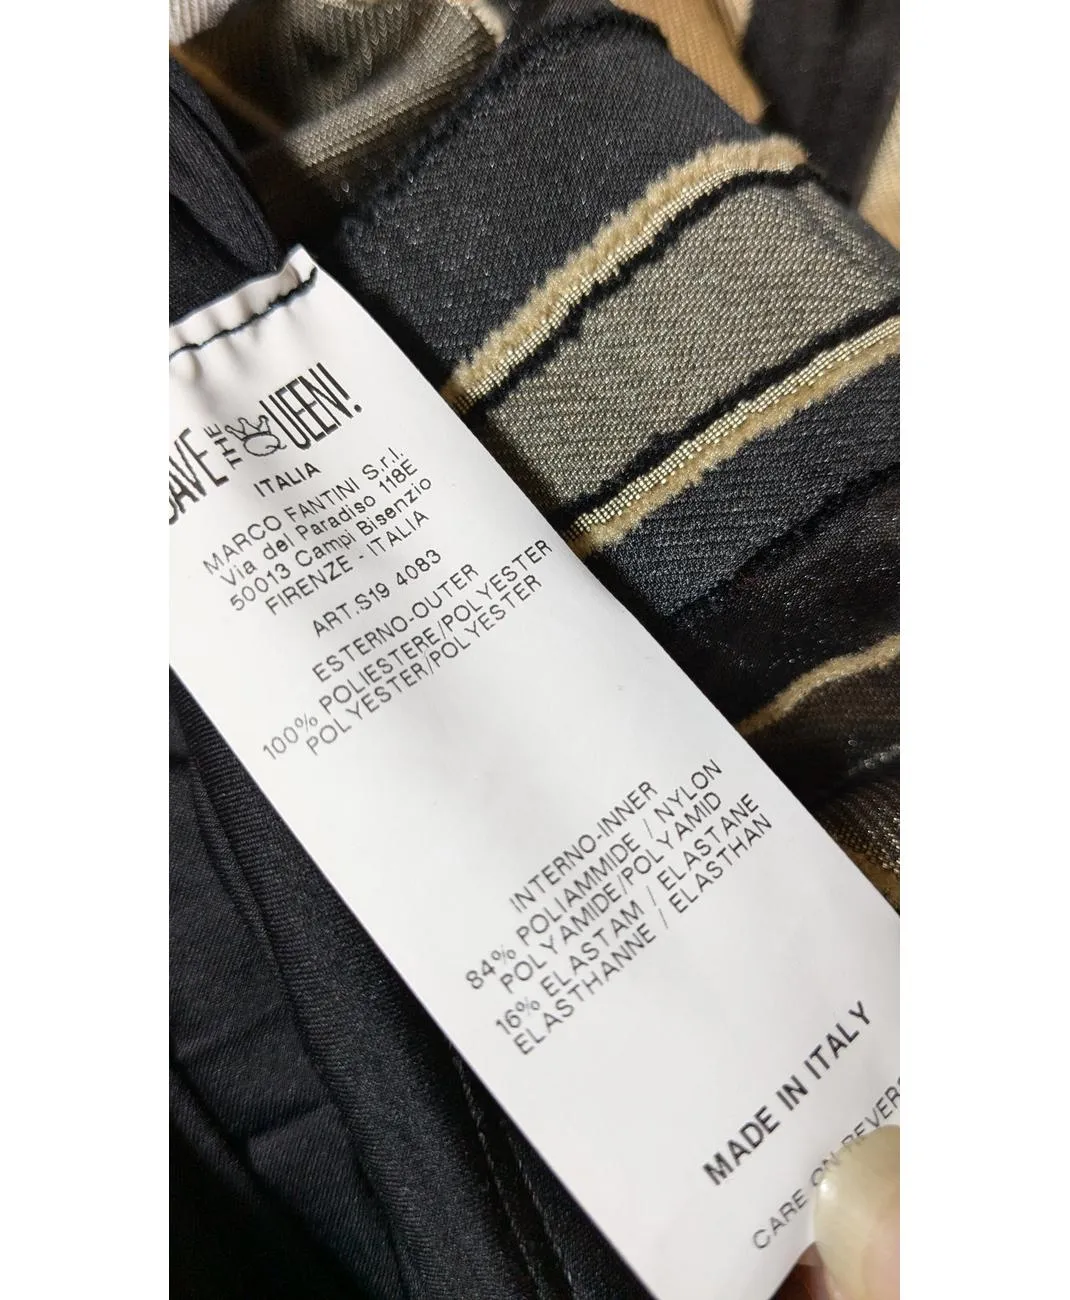 SAVE THE QUEEN!
ITALIA
MARCO FANTINI S.r.l.
Via del Paradiso 118E
50013 Campi Bisenzio
FIRENZE - ITALIA
ART.S19 4083
ESTERNO-OUTER
100% POLIESTERE/POLYESTER
POLYESTER/POLYESTER
INTERNO-INNER
84% POLIAMMIDE / NYLON
POLYAMIDE/POLYAMID
16% ELASTAM / ELASTANE
ELASTHANNE / ELASTHAN
MADE IN ITALY
CARE ON REVERS